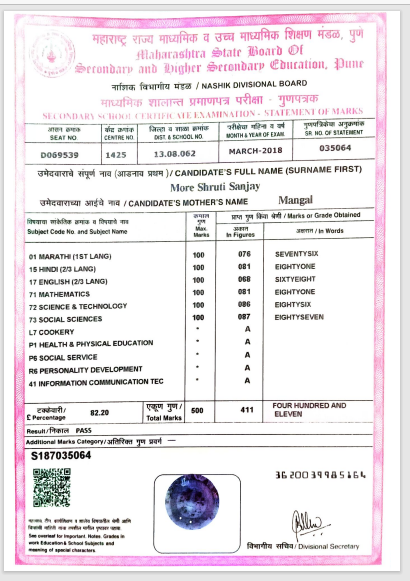 महाराष्ट्र राज्य माध्यमिक व उच्च माध्यमिक शिक्षण मंडळ, पुणे
Maharashtra State Board Of
Secondary and Higher Secondary Education, Pune
नाशिक विभागीय मंडळ / NASHIK DIVISIONAL BOARD
माध्यमिक शालान्त प्रमाणपत्र परीक्षा - गुणपत्रक
SECONDARY SCHOOL CERTIFICATE EXAMINATION - STATEMENT OF MARKS
आसन क्रमांक केंद्र क्रमांक जिल्हा व शाळा क्रमांक परीक्षेचा महिना व वर्ष गुणपत्रिकेचा अनुक्रमांक
SEAT NO. CENTRE NO. DIST. & SCHOOL NO. MONTH & YEAR OF EXAM. SR. NO. OF STATEMENT
D069539 1425 13.08.062 MARCH-2018 035064
उमेदवाराचे संपूर्ण नाव (आडनाव प्रथम) / CANDIDATE'S FULL NAME (SURNAME FIRST)
More Shruti Sanjay
उमेदवाराच्या आईचे नाव / CANDIDATE'S MOTHER'S NAME Mangal
विषयाचा सांकेतिक क्रमांक व विषयाचे नाव कमाल गुण प्राप्त गुण किंवा श्रेणी / Marks or Grade Obtained
Subject Code No. and Subject Name Max. Marks अंकात In Figures अक्षरात / In Words
01 MARATHI (1ST LANG) 100 076 SEVENTYSIX
15 HINDI (2/3 LANG) 100 081 EIGHTYONE
17 ENGLISH (2/3 LANG) 100 068 SIXTYEIGHT
71 MATHEMATICS 100 081 EIGHTYONE
72 SCIENCE & TECHNOLOGY 100 086 EIGHTYSIX
73 SOCIAL SCIENCES 100 087 EIGHTYSEVEN
L7 COOKERY * A
P1 HEALTH & PHYSICAL EDUCATION * A
P6 SOCIAL SERVICE * A
R6 PERSONALITY DEVELOPMENT * A
41 INFORMATION COMMUNICATION TEC * A
टक्केवारी / £ Percentage 82.20 एकूण गुण / Total Marks 500 411 FOUR HUNDRED AND ELEVEN
Result/निकाल PASS
Additional Marks Category/अतिरिक्त गुण प्रवर्ग —
S187035064
3620039985164
See overleaf for Important. Notes, Grades in
work Education & School Subjects and
meaning of special characters.
विभागीय सचिव / Divisional Secretary